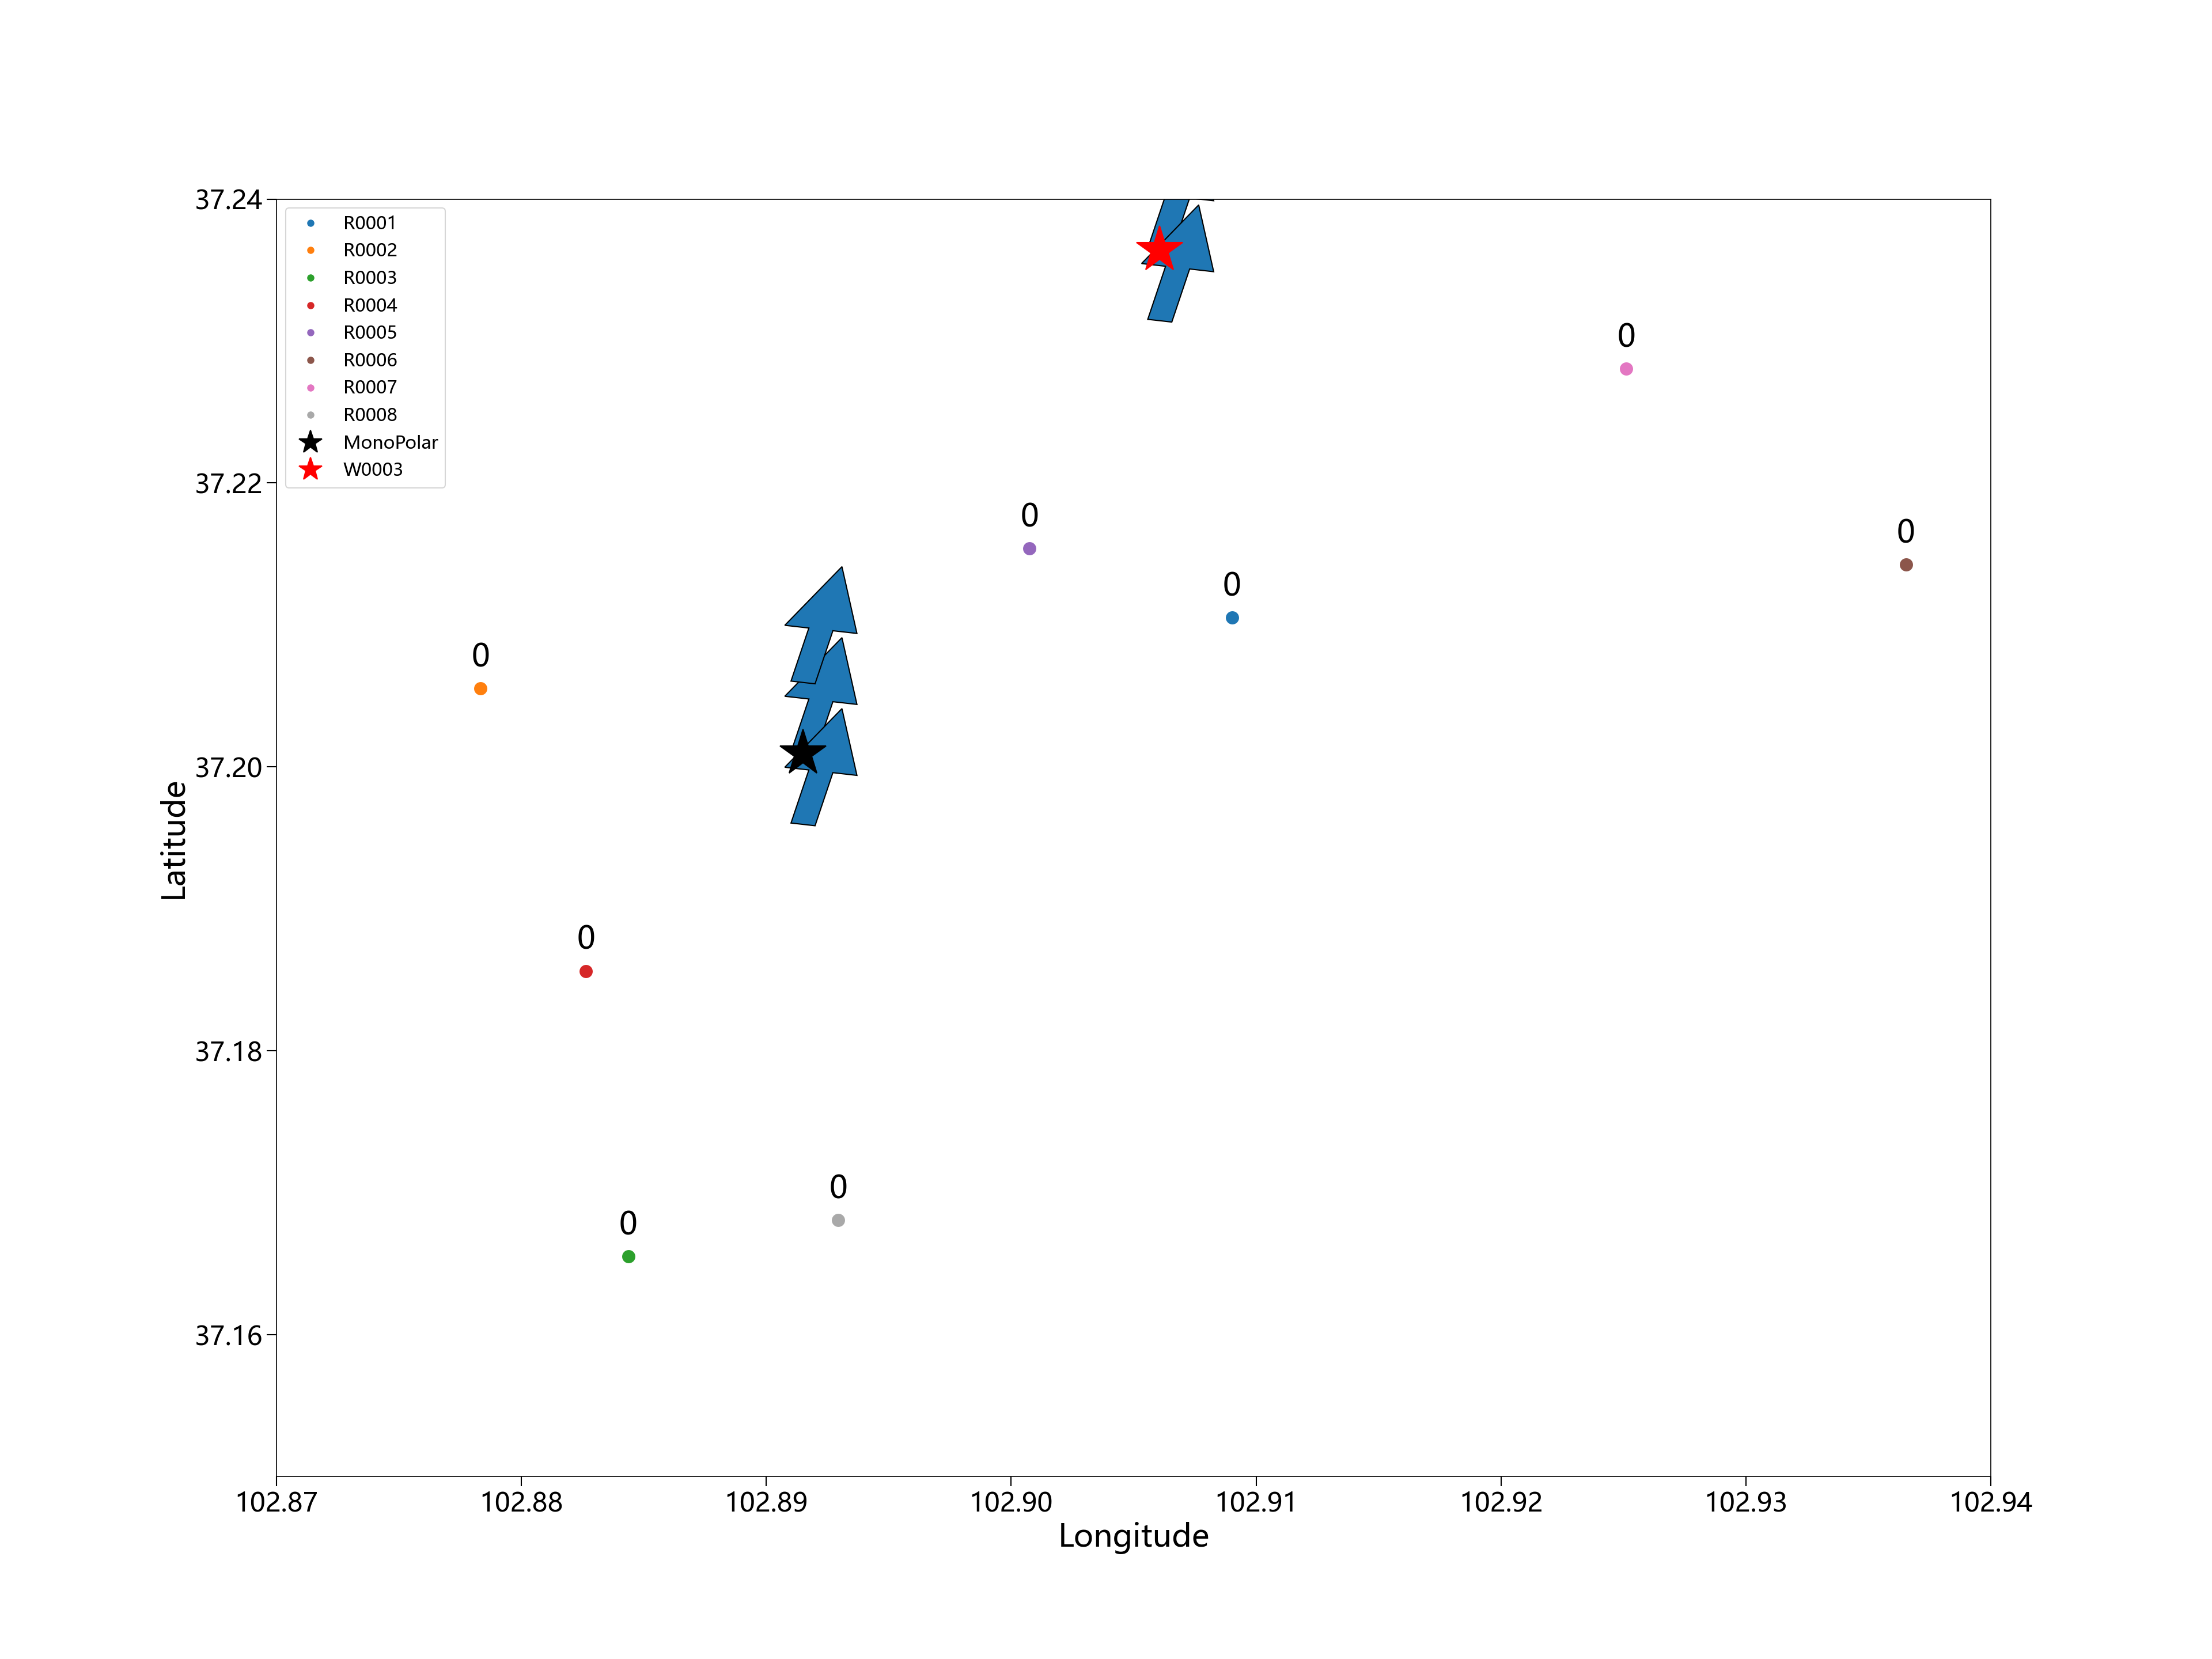 37.24
37.22
37.20
37.18
37.16
Latitude
R0001
R0002
R0003
R0004
R0005
R0006
R0007
R0008
MonoPolar
W0003
0
0
0
0
0
0
0
0
102.87 102.88 102.89 102.90 102.91 102.92 102.93 102.94
Longitude